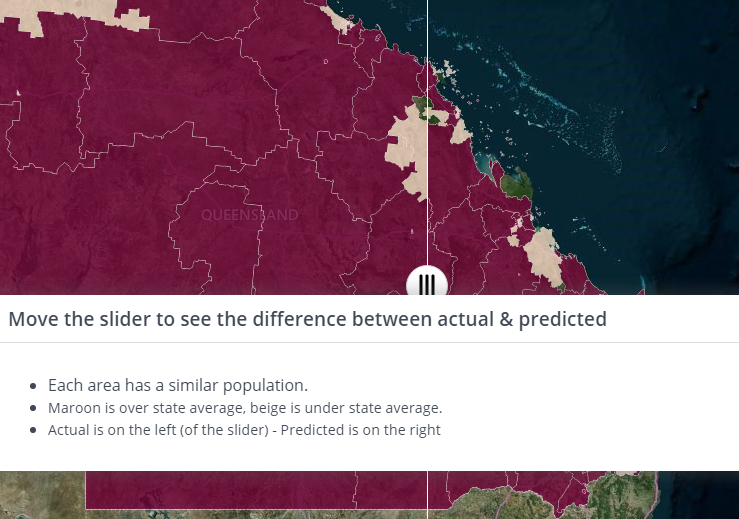 QUEENSLAND
Move the slider to see the difference between actual & predicted
Each area has a similar population.
Maroon is over state average, beige is under state average.
Actual is on the left (of the slider) - Predicted is on the right